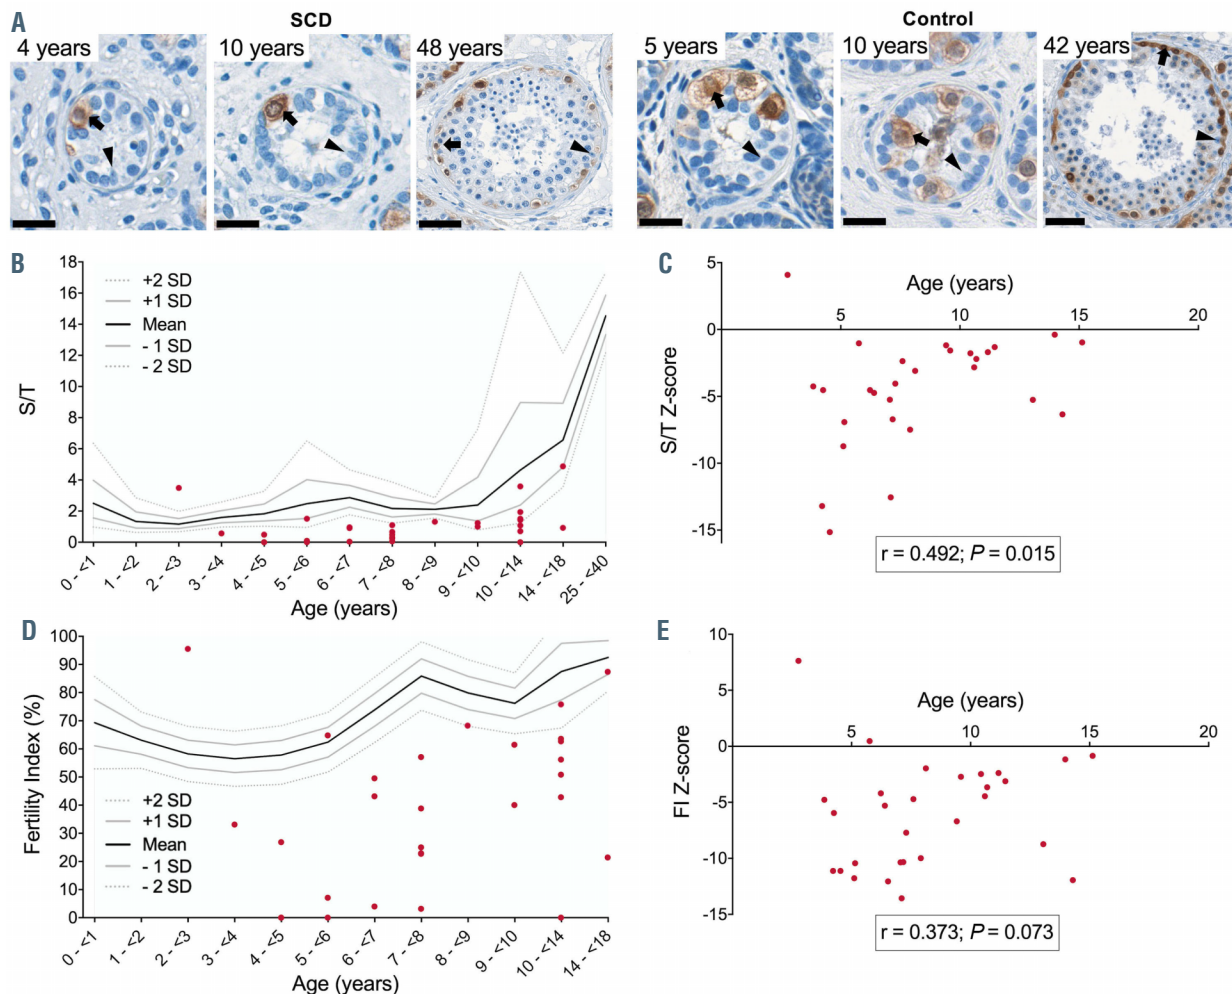 A
SCD
Control
4 years
10 years
48 years
5 years
10 years
42 years
B
S/T
18
16
14
12
10
8
6
4
2
0
+2 SD
+1 SD
Mean
- 1 SD
- 2 SD
0 - <1
1 - <2
2 - <3
3 - <4
4 - <5
5 - <6
6 - <7
7 - <8
8 - <9
9 - <10
10 - <14
14 - <18
25 - <40
Age (years)
C
S/T Z-score
5
0
-5
-10
-15
Age (years)
5
10
15
20
r = 0.492; P = 0.015
D
Fertility Index (%)
100
90
80
70
60
50
40
30
20
10
0
+2 SD
+1 SD
Mean
- 1 SD
- 2 SD
0 - <1
1 - <2
2 - <3
3 - <4
4 - <5
5 - <6
6 - <7
7 - <8
8 - <9
9 - <10
10 - <14
14 - <18
Age (years)
E
FI Z-score
10
5
0
-5
-10
-15
Age (years)
5
10
15
20
r = 0.373; P = 0.073